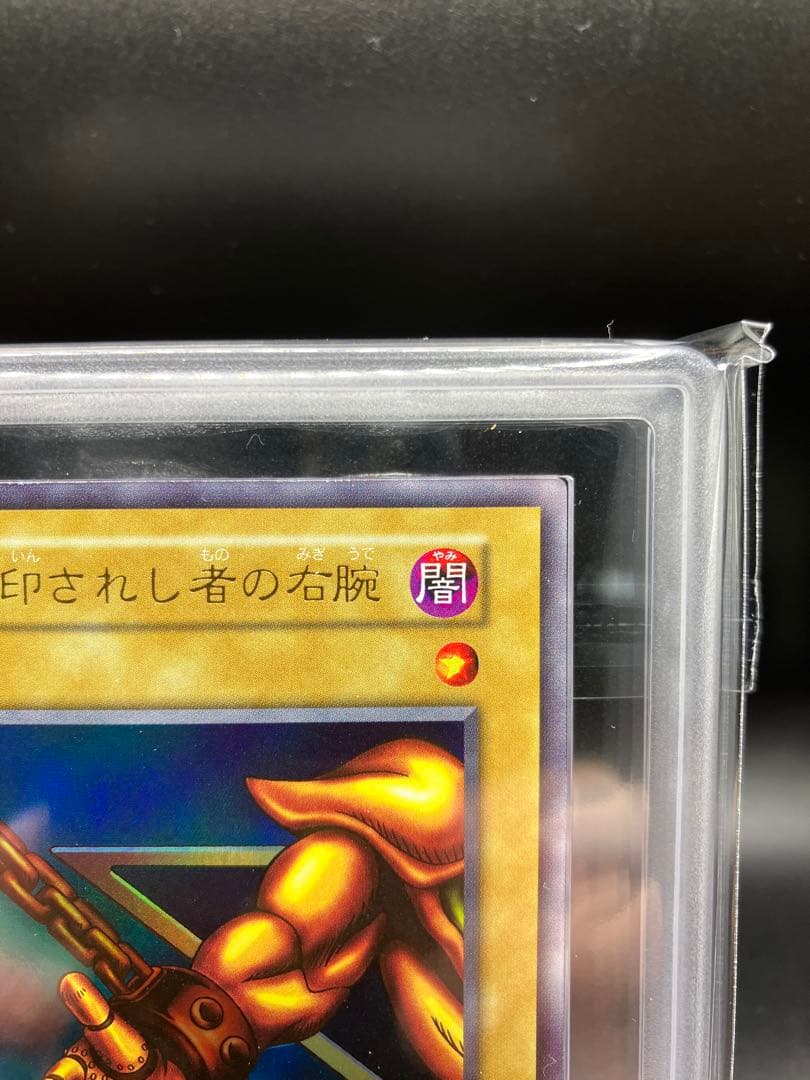 いん もの みぎ うで やみ
印されし者の右腕 闇